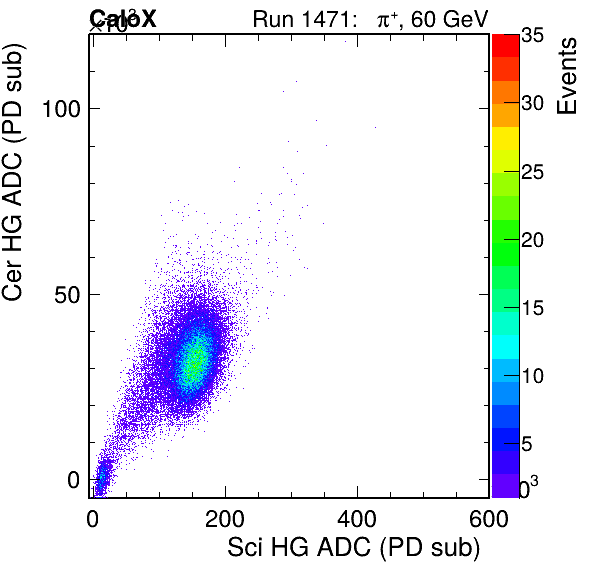 CaloX
×10³
Run 1471: π⁺, 60 GeV
Cer HG ADC (PD sub)
100
50
0
0 200 400 600
Sci HG ADC (PD sub)
Events
35
30
25
20
15
10
5
0